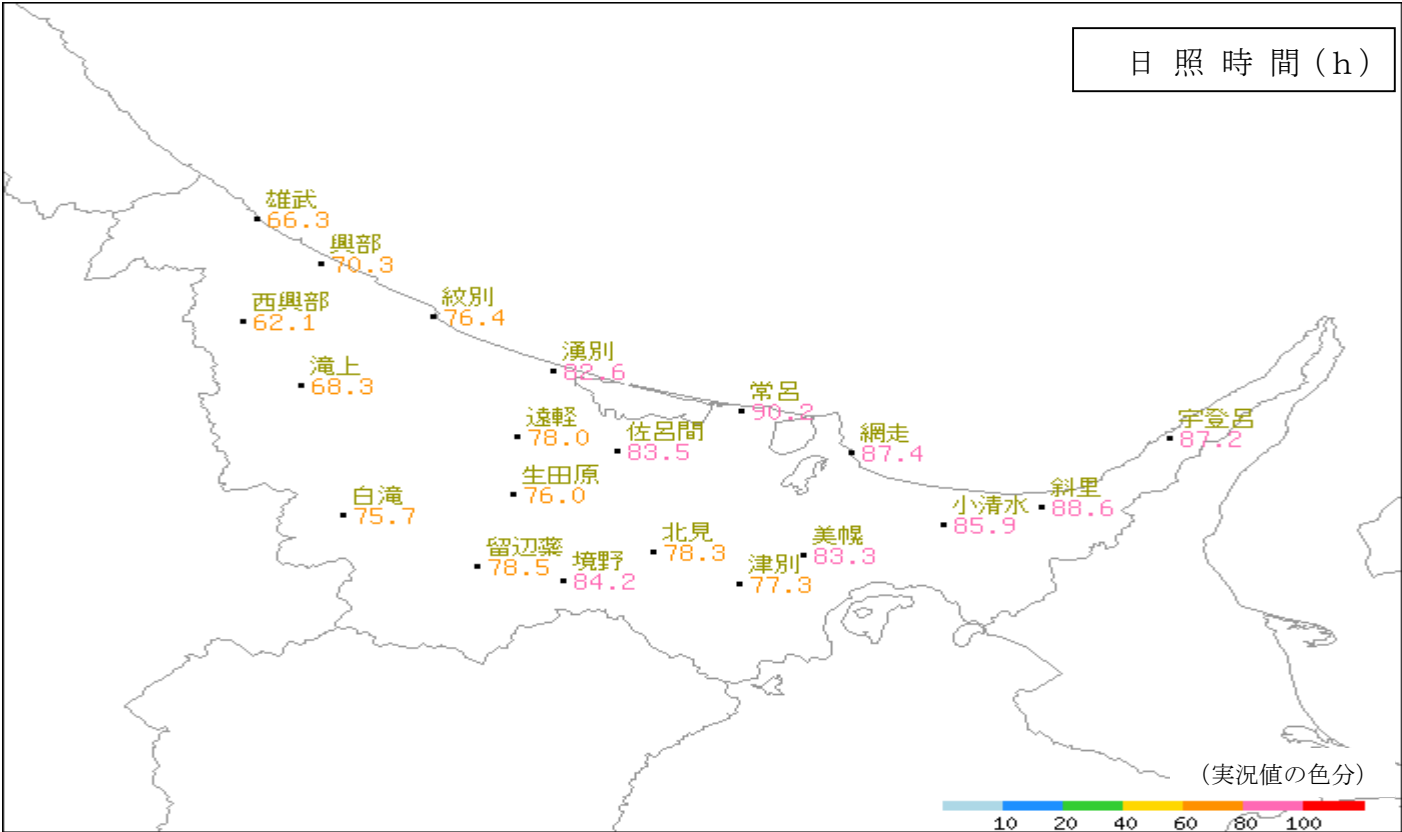 日 照 時 間 (ｈ)
雄武
66.3
興部
70.3
西興部
62.1
紋別
76.4
滝上
68.3
湧別
82.6
常呂
90.2
遠軽
78.0
佐呂間
83.5
網走
87.4
宇登呂
87.2
生田原
76.0
白滝
75.7
小清水
85.9
斜里
88.6
北見
78.3
美幌
83.3
留辺蘂
78.5
境野
84.2
津別
77.3
(実況値の色分)
10 20 40 60 80 100